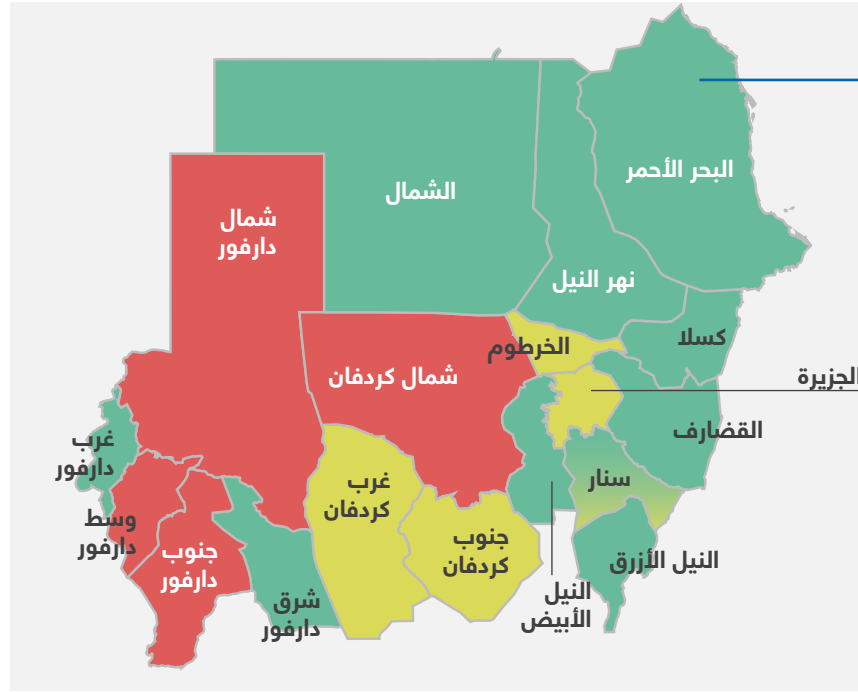 البحر الأحمر
الشمال
شمال
دارفور
نهر النيل
كسلا
الخرطوم
شمال كردفان
الجزيرة
القضارف
غرب
دارفور
غرب
كردفان
سنار
وسط
دارفور
جنوب
دارفور
جنوب
كردفان
النيل الأزرق
النيل
الأبيض
شرق
دارفور